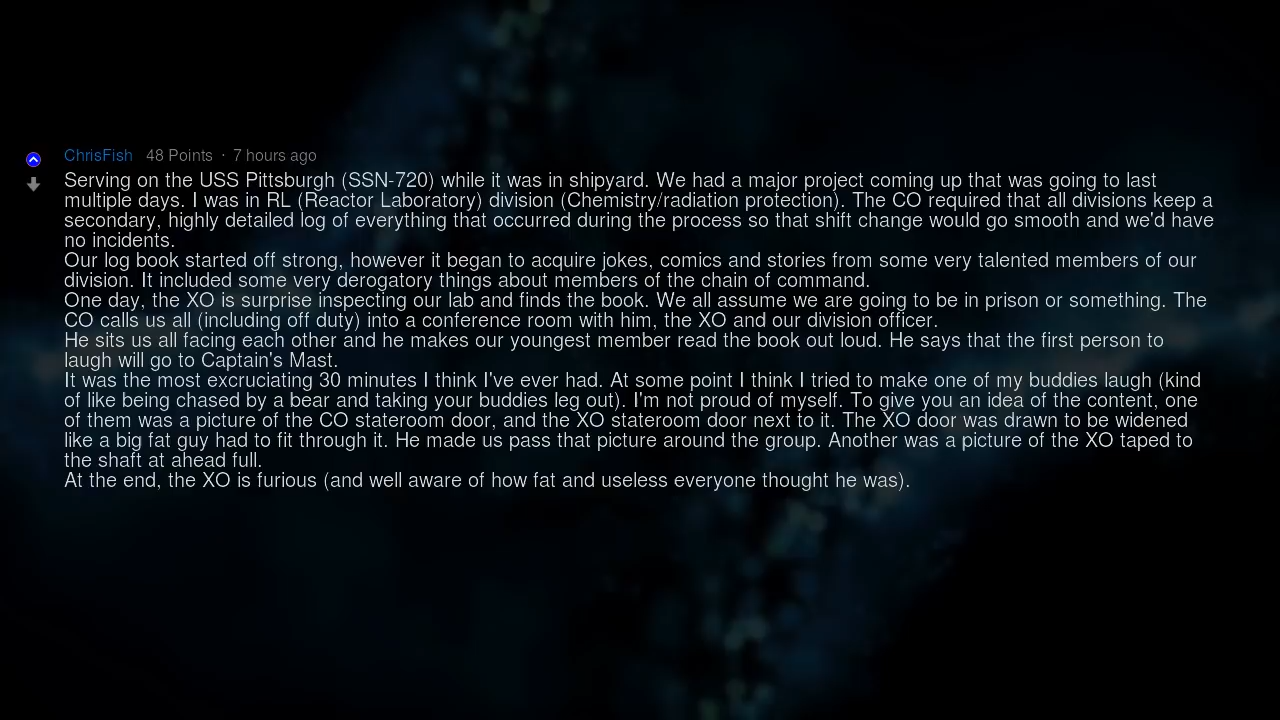 ChrisFish 48 Points · 7 hours ago
Serving on the USS Pittsburgh (SSN-720) while it was in shipyard. We had a major project coming up that was going to last
multiple days. I was in RL (Reactor Laboratory) division (Chemistry/radiation protection). The CO required that all divisions keep a
secondary, highly detailed log of everything that occurred during the process so that shift change would go smooth and we'd have
no incidents.
Our log book started off strong, however it began to acquire jokes, comics and stories from some very talented members of our
division. It included some very derogatory things about members of the chain of command.
One day, the XO is surprise inspecting our lab and finds the book. We all assume we are going to be in prison or something. The
CO calls us all (including off duty) into a conference room with him, the XO and our division officer.
He sits us all facing each other and he makes our youngest member read the book out loud. He says that the first person to
laugh will go to Captain's Mast.
It was the most excruciating 30 minutes I think I've ever had. At some point I think I tried to make one of my buddies laugh (kind
of like being chased by a bear and taking your buddies leg out). I'm not proud of myself. To give you an idea of the content, one
of them was a picture of the CO stateroom door, and the XO stateroom door next to it. The XO door was drawn to be widened
like a big fat guy had to fit through it. He made us pass that picture around the group. Another was a picture of the XO taped to
the shaft at ahead full.
At the end, the XO is furious (and well aware of how fat and useless everyone thought he was).